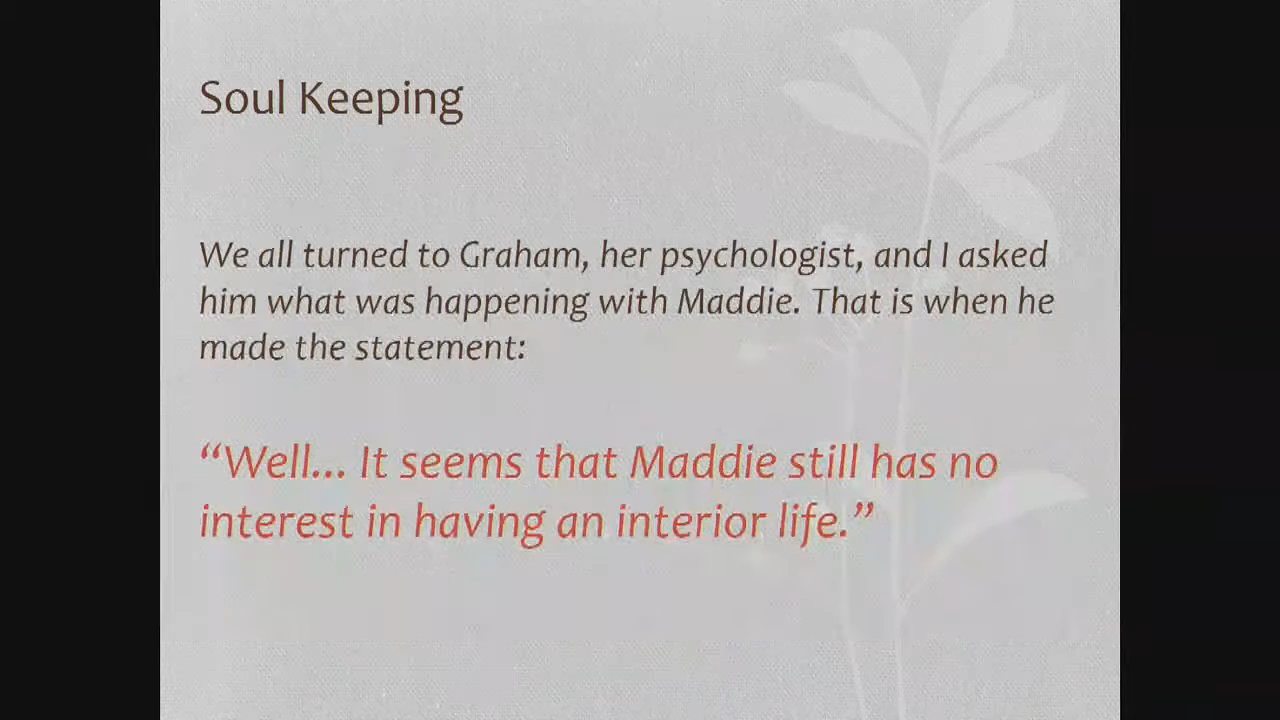 Soul Keeping
We all turned to Graham, her psychologist, and I asked
him what was happening with Maddie. That is when he
made the statement:
“Well... It seems that Maddie still has no
interest in having an interior life.”